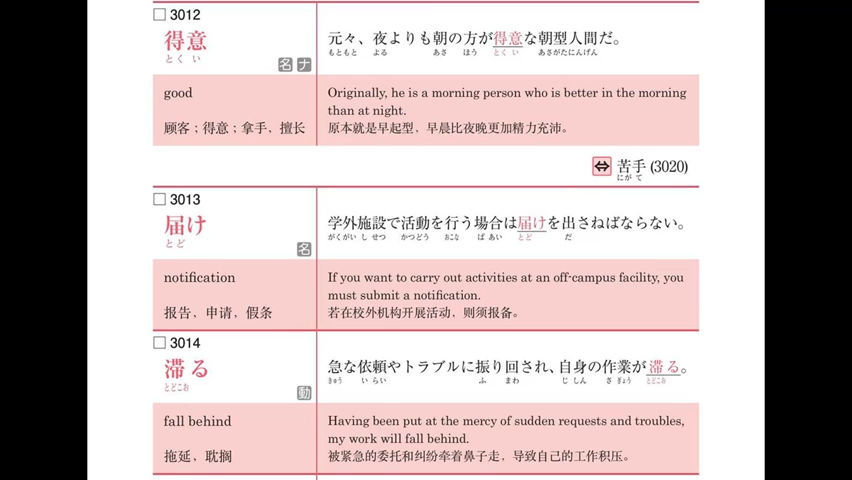 3012
得意
とくい
名 ナ
元々、夜よりも朝の方が得意な朝型人間だ。
もともと よる あさ ほう とくい あさがたにんげん
good
顾客；得意；拿手，擅长
Originally, he is a morning person who is better in the morning
than at night.
原本就是早起型，早晨比夜晚更加精力充沛。
⇔ 苦手 (3020)
にが て
3013
届け
とど
名
学外施設で活動を行う場合は届けを出さねばならない。
がくがい し せつ かつどう おこな ば あい とど だ
notification
报告，申请，假条
If you want to carry out activities at an off-campus facility, you
must submit a notification.
若在校外机构开展活动，则须报备。
3014
滞る
とどこお
動
急な依頼やトラブルに振り回され、自身の作業が滞る。
きゅう い らい ふ まわ じ しん さ ぎょう とどこお
fall behind
拖延，耽搁
Having been put at the mercy of sudden requests and troubles,
my work will fall behind.
被紧急的委托和纠纷牵着鼻子走，导致自己的工作积压。